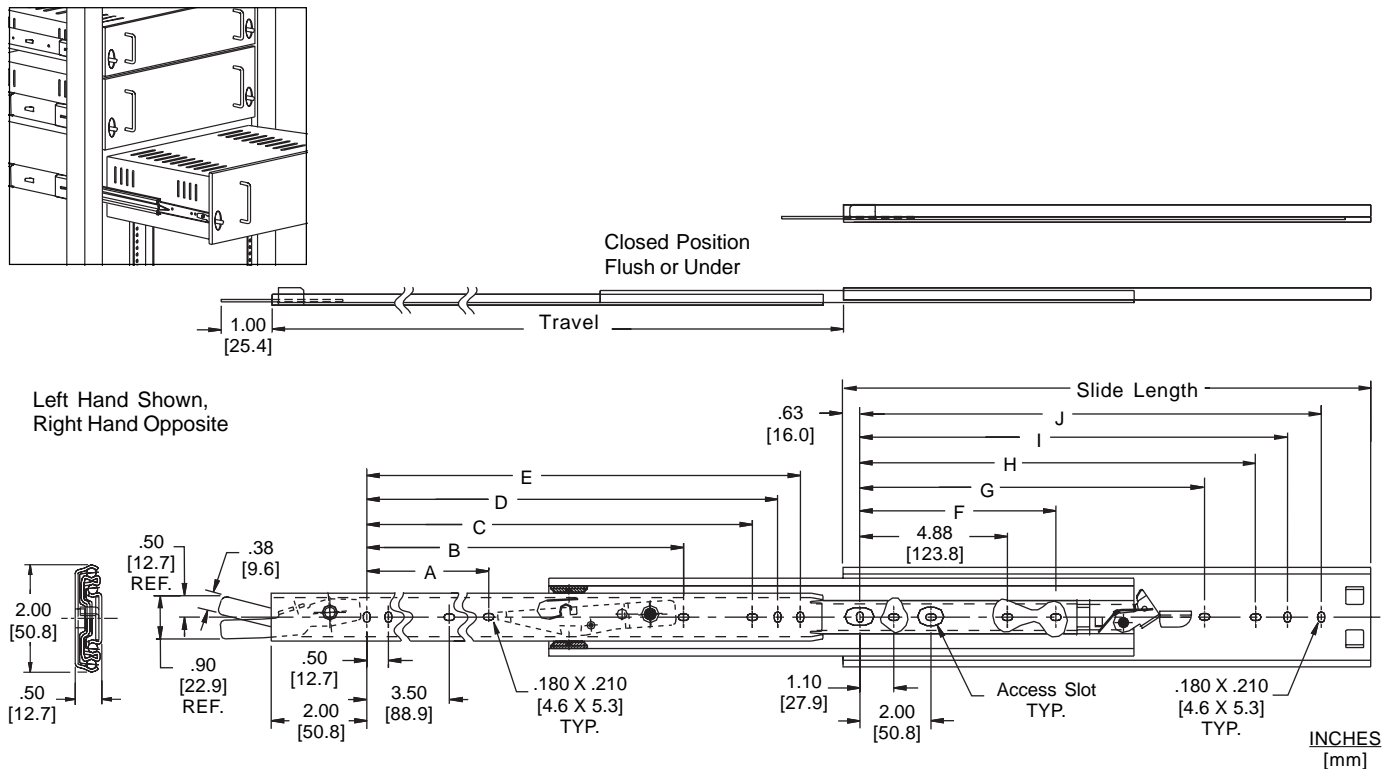 Closed Position
Flush or Under
1.00
[25.4]
Travel
Left Hand Shown,
Right Hand Opposite
Slide Length
.63
[16.0]
J
I
H
G
F
4.88
[123.8]
E
D
C
B
A
.50
[12.7]
REF.
.38
[9.6]
2.00
[50.8]
.50
[12.7]
.90
[22.9]
REF.
.50
[12.7]
2.00
[50.8]
3.50
[88.9]
.180 X .210
[4.6 X 5.3]
TYP.
1.10
[27.9]
2.00
[50.8]
Access Slot
TYP.
.180 X .210
[4.6 X 5.3]
TYP.
INCHES
[mm]